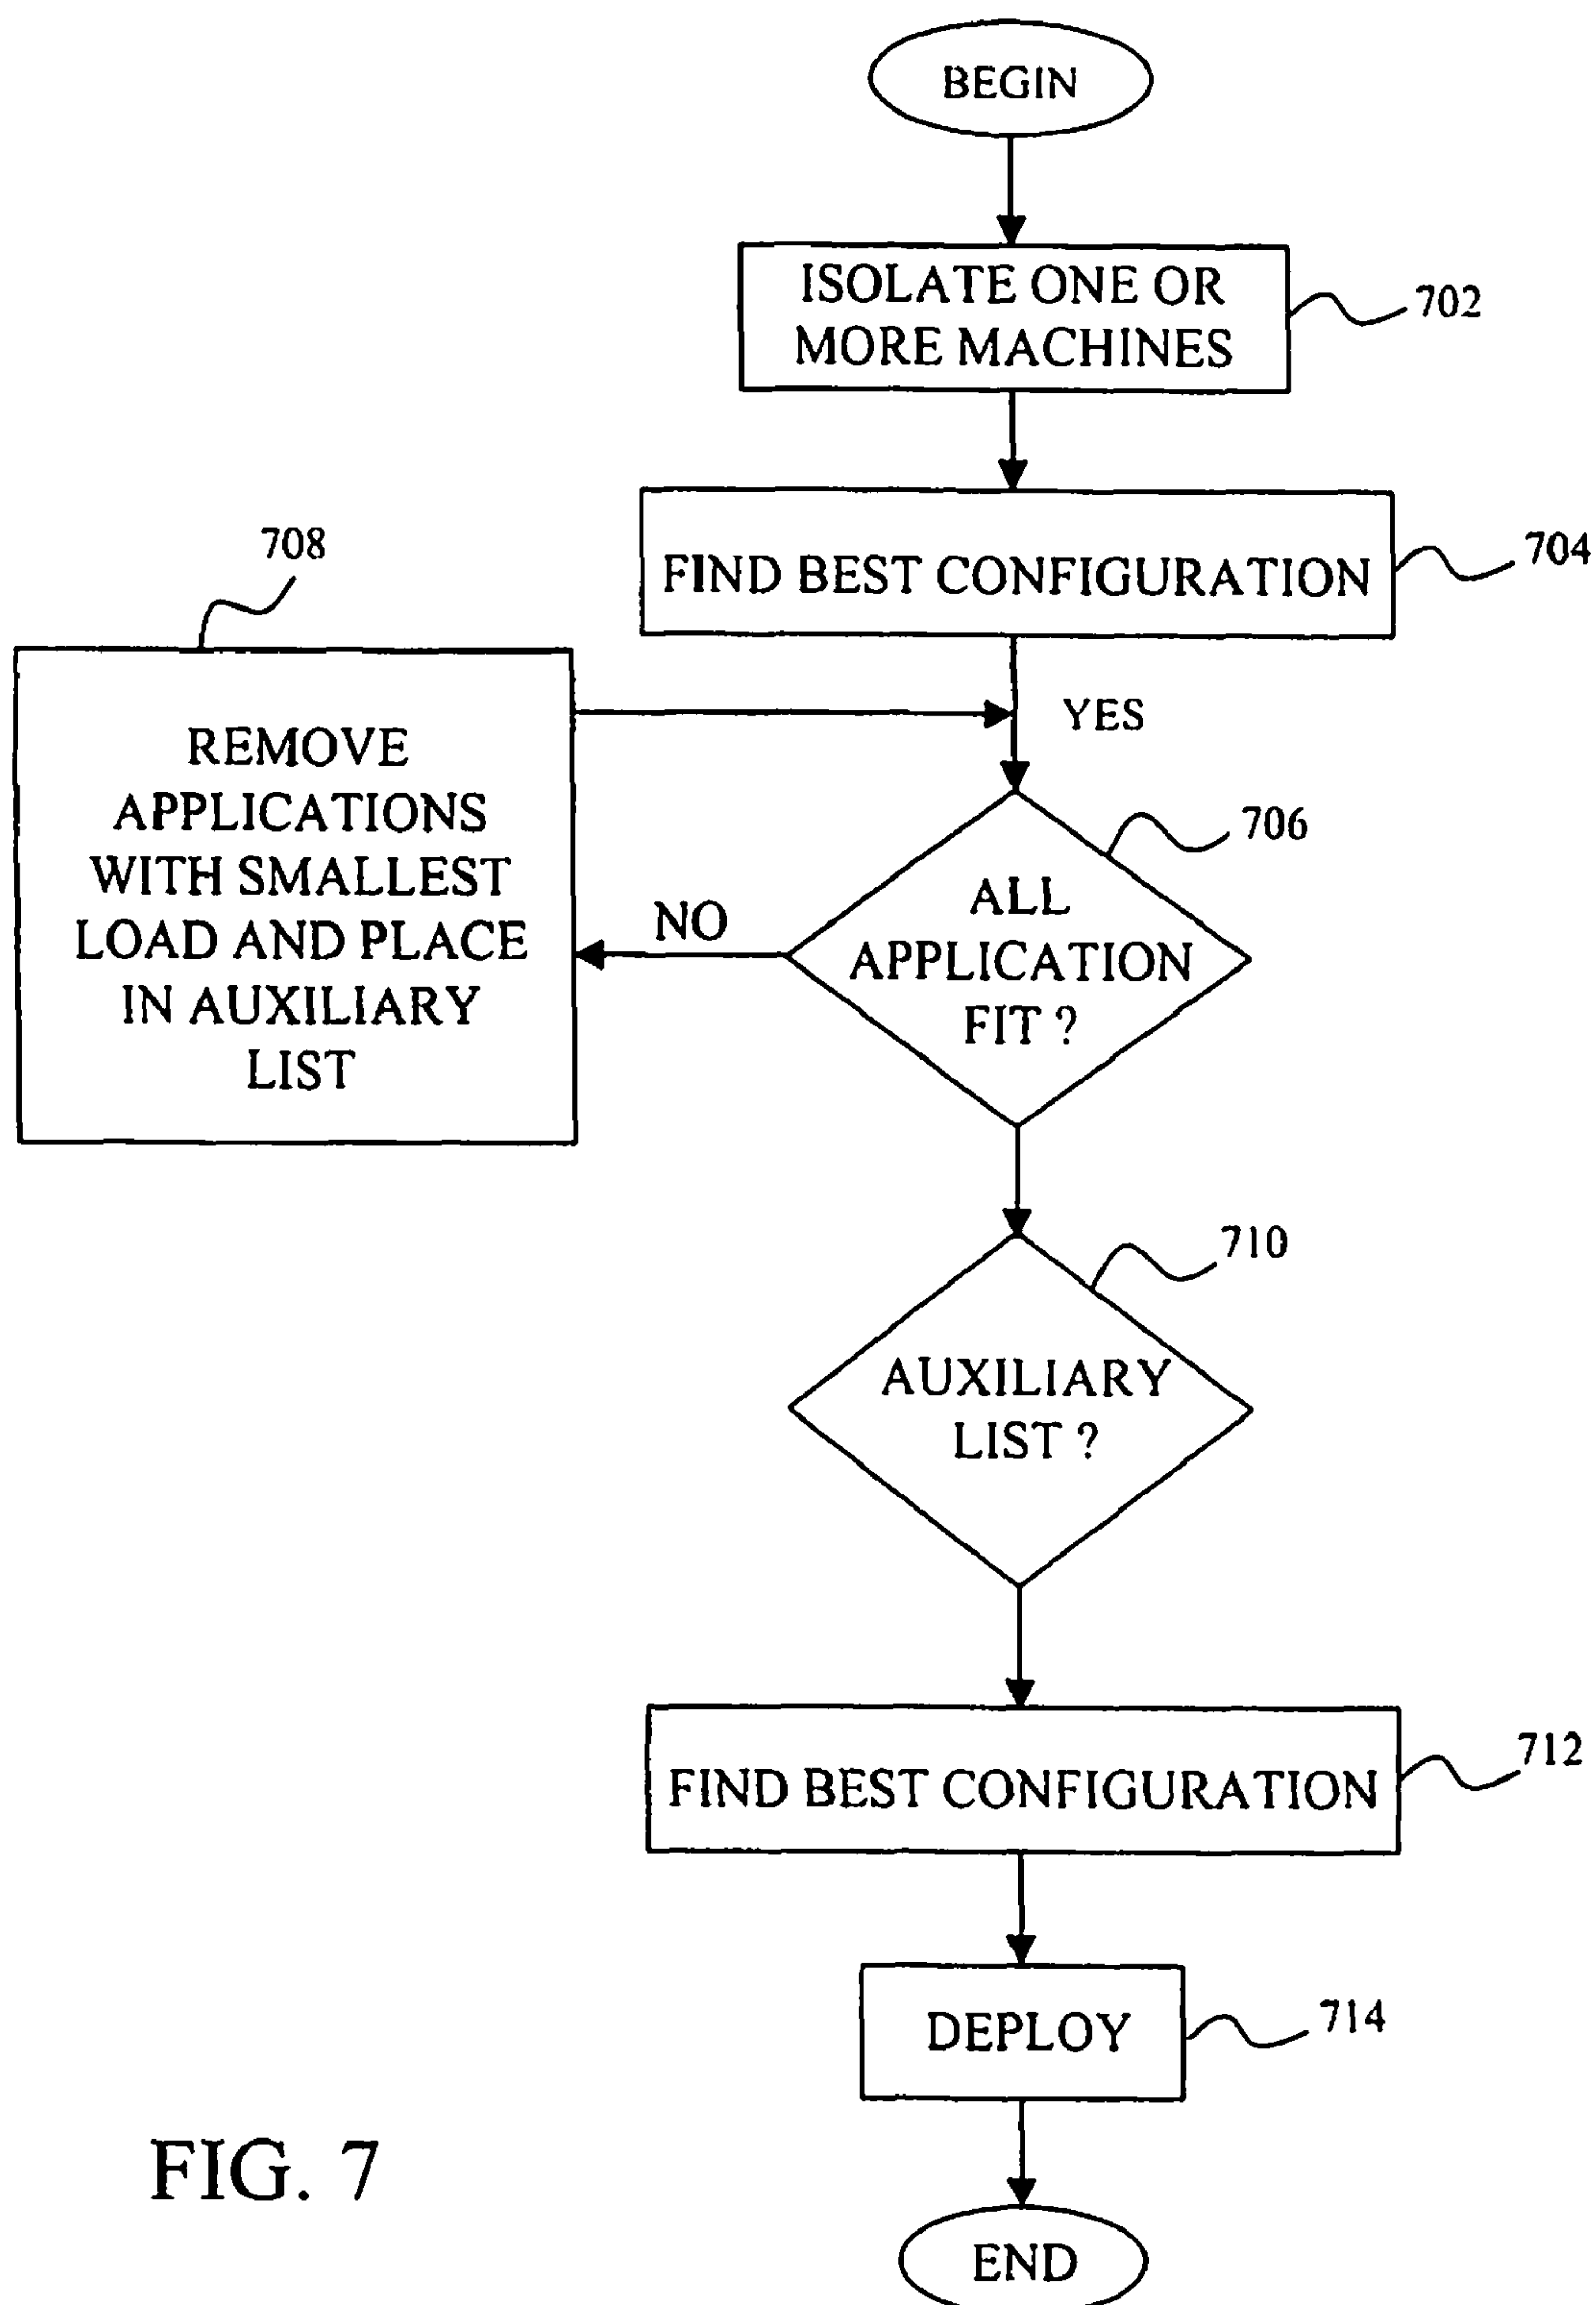 BEGIN
ISOLATE ONE OR
MORE MACHINES
702
FIND BEST CONFIGURATION
704
708
REMOVE
APPLICATIONS
WITH SMALLEST
LOAD AND PLACE
IN AUXILIARY
LIST
YES
706
ALL
APPLICATION
FIT ?
NO
710
AUXILIARY
LIST ?
FIND BEST CONFIGURATION
712
DEPLOY
714
END
FIG. 7